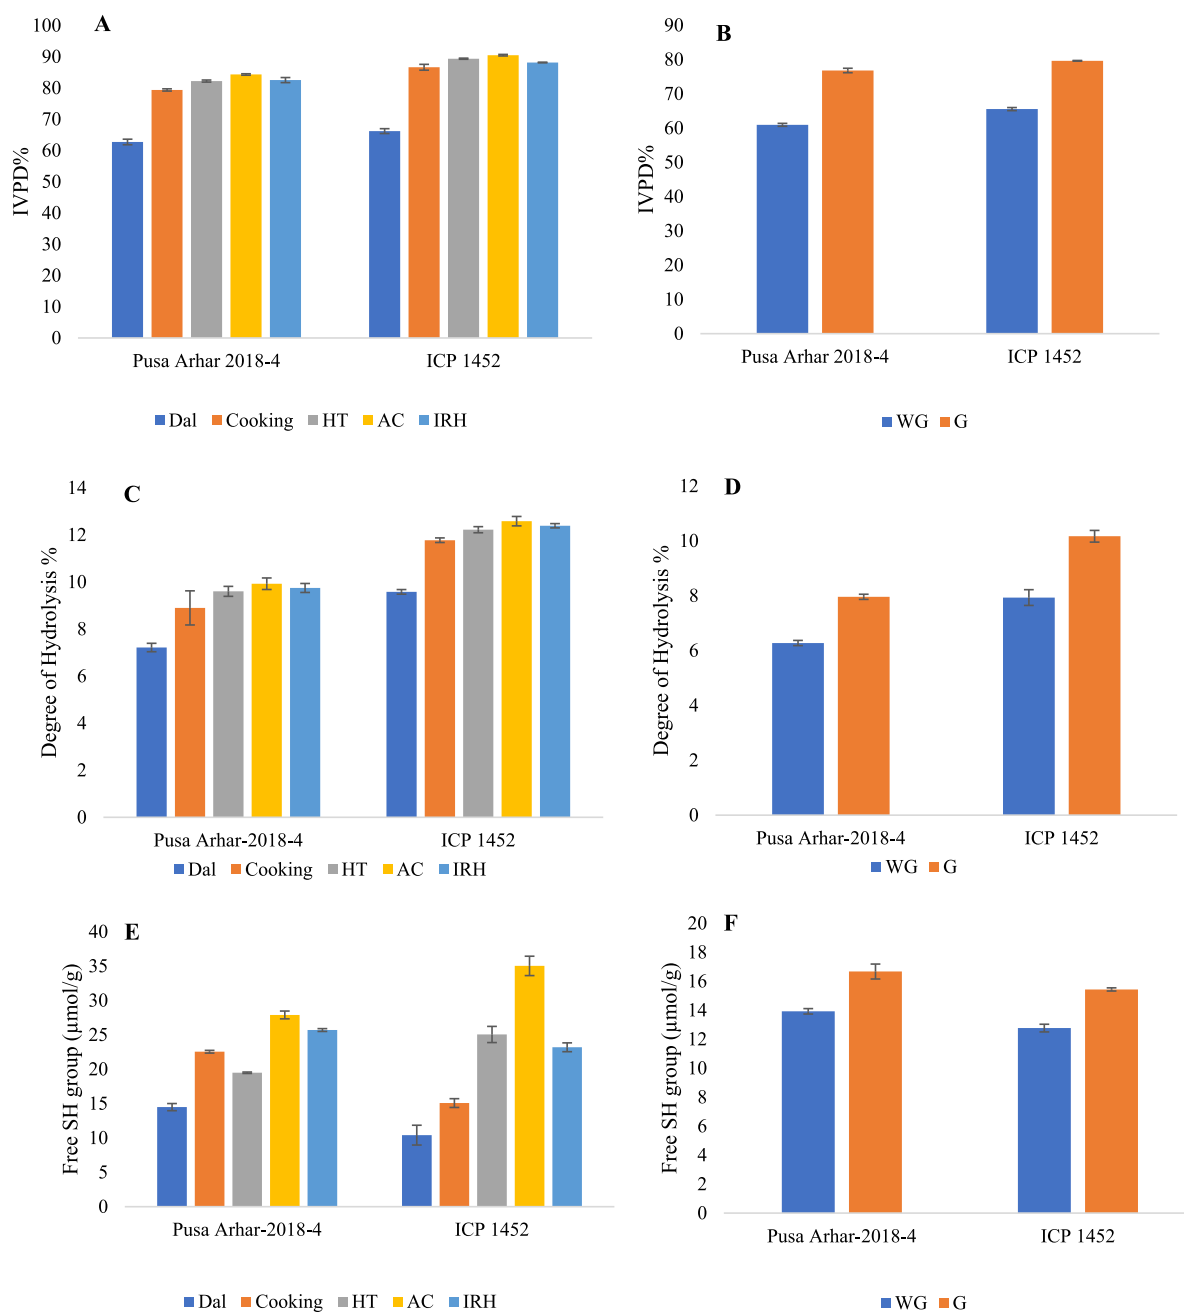 A
100
90
80
70
60
50
40
30
20
10
0
IVPD%
Pusa Arhar 2018-4
ICP 1452
Dal Cooking HT AC IRH
B
90
80
70
60
50
40
30
20
10
0
IVPD%
Pusa Arhar 2018-4
ICP 1452
WG G
C
14
12
10
8
6
4
2
0
Degree of Hydrolysis %
Pusa Arhar-2018-4
ICP 1452
Dal Cooking HT AC IRH
D
12
10
8
6
4
2
0
Degree of Hydrolysis %
Pusa Arhar-2018-4
ICP 1452
WG G
E
40
35
30
25
20
15
10
5
0
Free SH group (µmol/g)
Pusa Arhar-2018-4
ICP 1452
Dal Cooking HT AC IRH
F
20
18
16
14
12
10
8
6
4
2
0
Free SH group (µmol/g)
Pusa Arhar-2018-4
ICP 1452
WG G